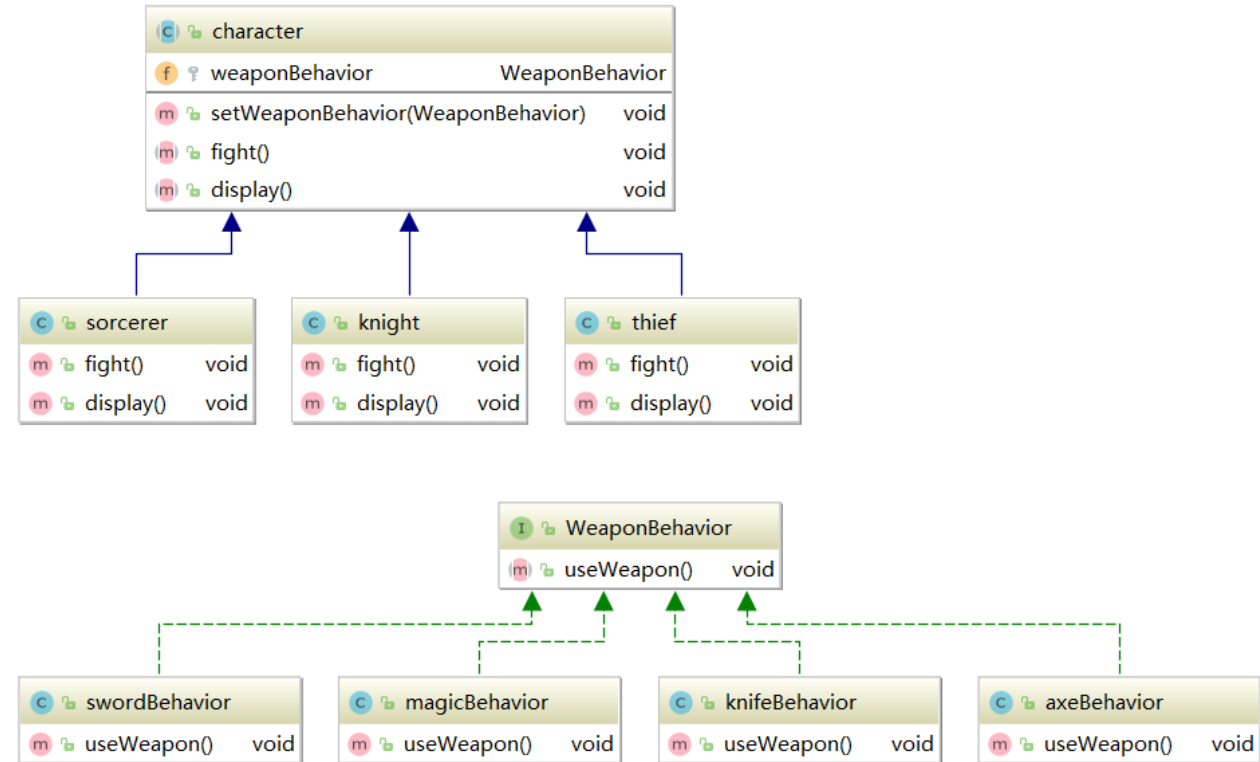 C character
f weaponBehavior WeaponBehavior
m setWeaponBehavior(WeaponBehavior) void
m fight() void
m display() void
C sorcerer C knight C thief
m fight() void m fight() void m fight() void
m display() void m display() void m display() void
I WeaponBehavior
m useWeapon() void
C swordBehavior C magicBehavior C knifeBehavior C axeBehavior
m useWeapon() void m useWeapon() void m useWeapon() void m useWeapon() void